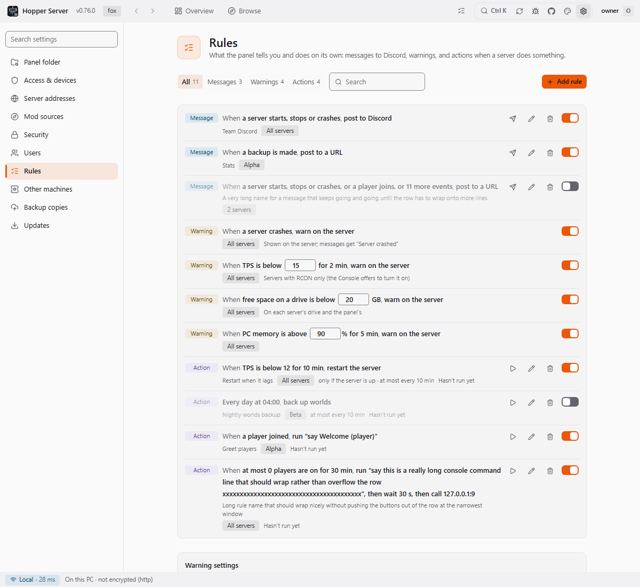 Hopper Server v0.76.0 fox Overview Browse Ctrl K owner O
Search settings
Panel folder
Access & devices
Server addresses
Mod sources
Security
Users
Rules
Other machines
Backup copies
Updates
Rules
What the panel tells you and does on its own: messages to Discord, warnings, and actions when a server does something.
All 11 Messages 3 Warnings 4 Actions 4 Search + Add rule
Message When a server starts, stops or crashes, post to Discord
Team Discord All servers
Message When a backup is made, post to a URL
Stats Alpha
Message When a server starts, stops or crashes, or a player joins, or 11 more events, post to a URL
A very long name for a message that keeps going and going until the row has to wrap onto more lines
2 servers
Warning When a server crashes, warn on the server
All servers Shown on the server; messages get "Server crashed"
Warning When TPS is below 15 for 2 min, warn on the server
All servers Servers with RCON only (the Console offers to turn it on)
Warning When free space on a drive is below 20 GB, warn on the server
All servers On each server's drive and the panel's
Warning When PC memory is above 90 % for 5 min, warn on the server
All servers
Action When TPS is below 12 for 10 min, restart the server
Restart when it lags All servers only if the server is up · at most every 10 min Hasn't run yet
Action Every day at 04:00, back up worlds
Nightly worlds backup Beta at most every 10 min Hasn't run yet
Action When a player joined, run "say Welcome {player}"
Greet players Alpha Hasn't run yet
Action When at most 0 players are on for 30 min, run "say this is a really long console command
line that should wrap rather than overflow the row
xxxxxxxxxxxxxxxxxxxxxxxxxxxxxxxxxxxxxxxx", then wait 30 s, then call 127.0.0.1:9
Long rule name that should wrap nicely without pushing the buttons out of the row at the narrowest
window
All servers Hasn't run yet
Warning settings
Local · 28 ms On this PC · not encrypted (http)